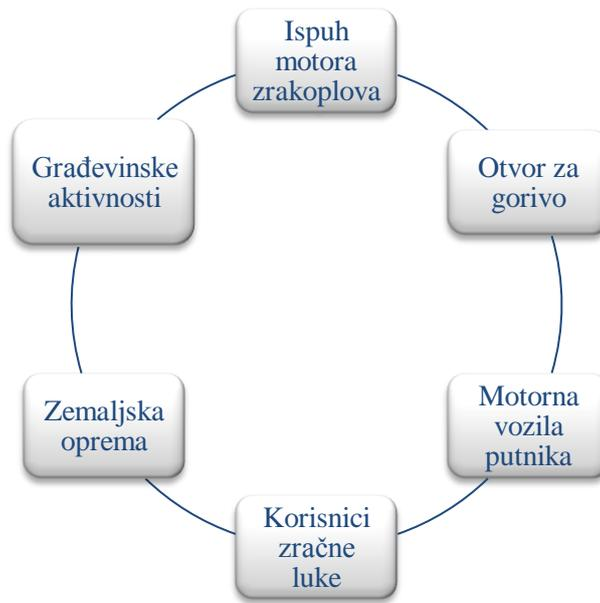 Ispuh
motora
zrakoplova
Otvor za
gorivo
Motorna
vozila
putnika
Korisnici
zračne
luke
Zemaljska
oprema
Građevinske
aktivnosti